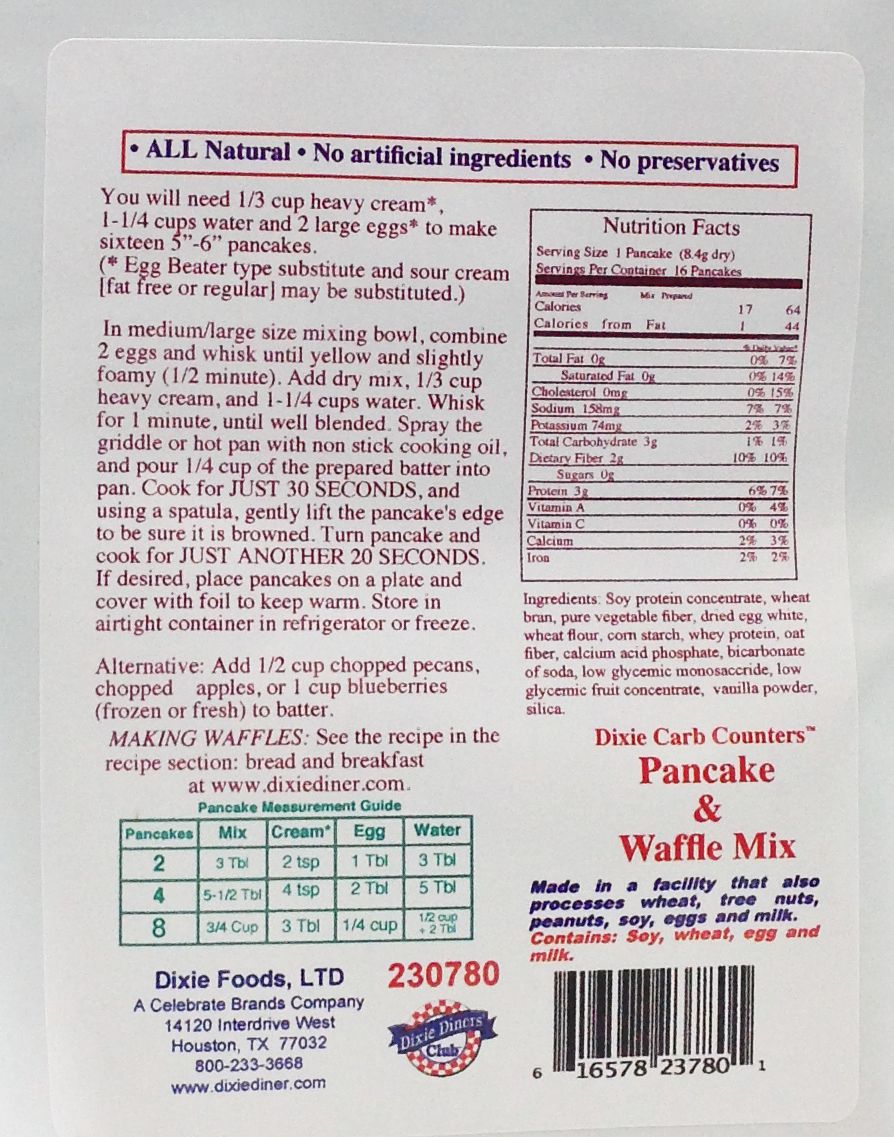 • ALL Natural • No artificial ingredients • No preservatives
You will need 1/3 cup heavy cream*,
1-1/4 cups water and 2 large eggs* to make
sixteen 5”-6” pancakes.
(* Egg Beater type substitute and sour cream
[fat free or regular] may be substituted.)
In medium/large size mixing bowl, combine
2 eggs and whisk until yellow and slightly
foamy (1/2 minute). Add dry mix, 1/3 cup
heavy cream, and 1-1/4 cups water. Whisk
for 1 minute, until well blended. Spray the
griddle or hot pan with non stick cooking oil,
and pour 1/4 cup of the prepared batter into
pan. Cook for JUST 30 SECONDS, and
using a spatula, gently lift the pancake's edge
to be sure it is browned. Turn pancake and
cook for JUST ANOTHER 20 SECONDS.
If desired, place pancakes on a plate and
cover with foil to keep warm. Store in
airtight container in refrigerator or freeze.
Alternative: Add 1/2 cup chopped pecans,
chopped apples, or 1 cup blueberries
(frozen or fresh) to batter.
MAKING WAFFLES: See the recipe in the
recipe section: bread and breakfast
at www.dixiediner.com.
Pancake Measurement Guide
Pancakes Mix Cream* Egg Water
2 3 Tbl 2 tsp 1 Tbl 3 Tbl
4 5-1/2 Tbl 4 tsp 2 Tbl 5 Tbl
8 3/4 Cup 3 Tbl 1/4 cup 1/2 cup
+ 2 Tbl
Dixie Foods, LTD
A Celebrate Brands Company
14120 Interdrive West
Houston, TX 77032
800-233-3668
www.dixiediner.com
230780
Dixie Diners'
Club
Nutrition Facts
Serving Size 1 Pancake (8.4g dry)
Servings Per Container 16 Pancakes
Amount Per Serving Mix Prepared
Calories 17 64
Calories from Fat 1 44
% Daily Value*
Total Fat 0g 0% 7%
Saturated Fat 0g 0% 14%
Cholesterol 0mg 0% 15%
Sodium 158mg 7% 7%
Potassium 74mg 2% 3%
Total Carbohydrate 3g 1% 1%
Dietary Fiber 2g 10% 10%
Sugars 0g
Protein 3g 6% 7%
Vitamin A 0% 4%
Vitamin C 0% 0%
Calcium 2% 3%
Iron 2% 2%
Ingredients: Soy protein concentrate, wheat
bran, pure vegetable fiber, dried egg white,
wheat flour, corn starch, whey protein, oat
fiber, calcium acid phosphate, bicarbonate
of soda, low glycemic monosaccride, low
glycemic fruit concentrate, vanilla powder,
silica.
Dixie Carb Counters™
Pancake
&
Waffle Mix
Made in a facility that also
processes wheat, tree nuts,
peanuts, soy, eggs and milk.
Contains: Soy, wheat, egg and
milk.
6 16578 23780 1